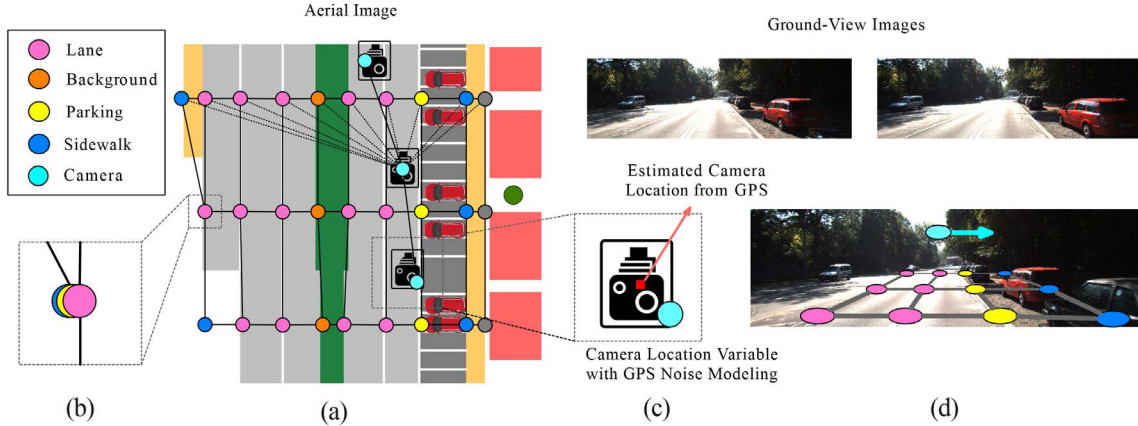 Aerial Image
Ground-View Images
Lane
Background
Parking
Sidewalk
Camera
Estimated Camera
Location from GPS
Camera Location Variable
with GPS Noise Modeling
(b)
(a)
(c)
(d)